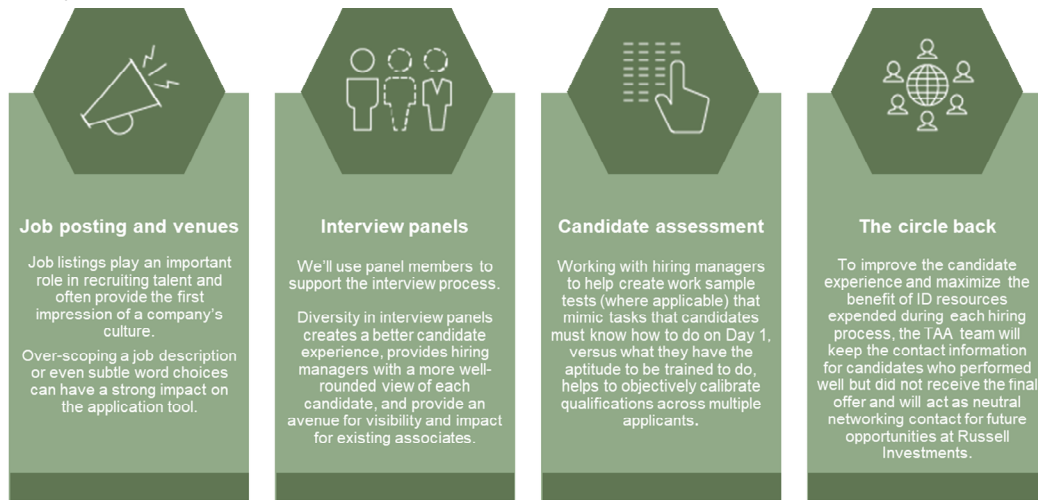 Job posting and venues
Job listings play an important
role in recruiting talent and
often provide the first
impression of a company's
culture.
Over-scoping a job description
or even subtle word choices
can have a strong impact on
the application tool.
Interview panels
We'll use panel members to
support the interview process.
Diversity in interview panels
creates a better candidate
experience, provides hiring
managers with a more well-
rounded view of each
candidate, and provide an
avenue for visibility and impact
for existing associates.
Candidate assessment
Working with hiring managers
to help create work sample
tests (where applicable) that
mimic tasks that candidates
must know how to do on Day 1,
versus what they have the
aptitude to be trained to do,
helps to objectively calibrate
qualifications across multiple
applicants.
The circle back
To improve the candidate
experience and maximize the
benefit of ID resources
expended during each hiring
process, the TAA team will
keep the contact information
for candidates who performed
well but did not receive the final
offer and will act as neutral
networking contact for future
opportunities at Russell
Investments.